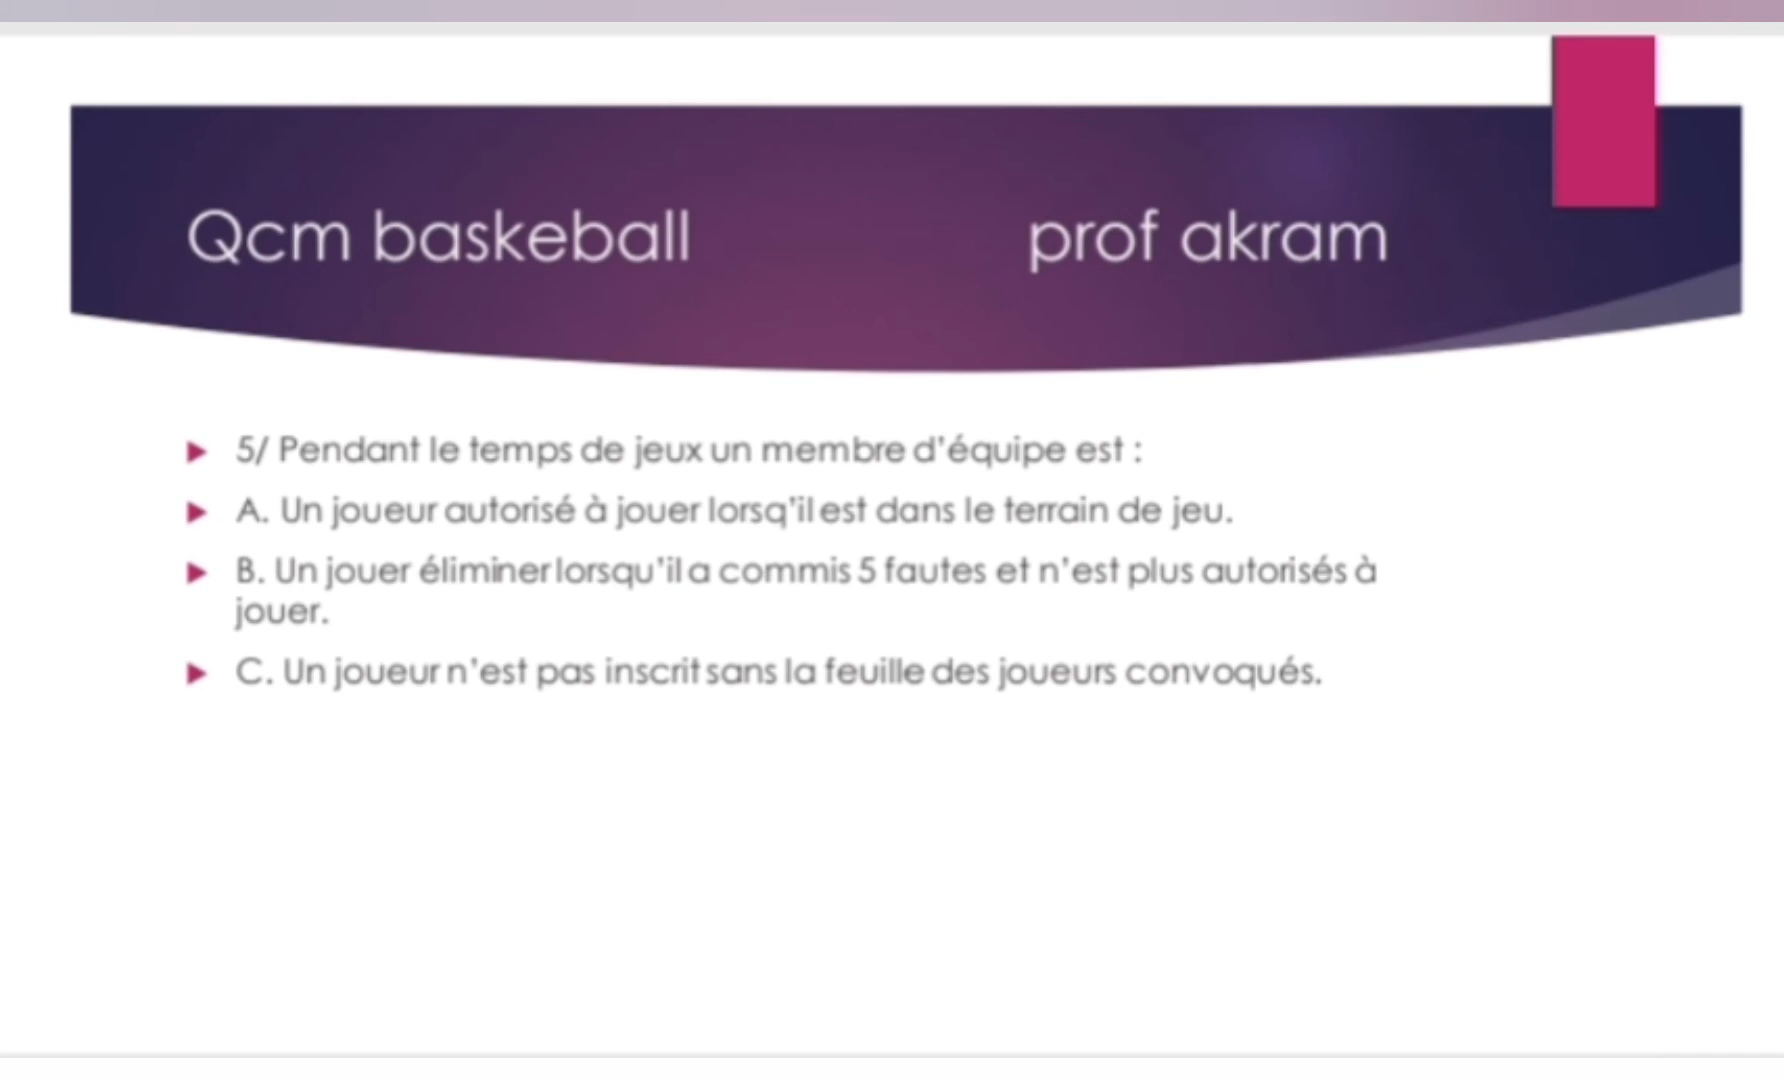 Qcm baskeball prof akram
5/ Pendant le temps de jeux un membre d'équipe est :
A. Un joueur autorisé à jouer lorsq'il est dans le terrain de jeu.
B. Un jouer éliminer lorsqu'il a commis 5 fautes et n'est plus autorisés à
jouer.
C. Un joueur n'est pas inscrit sans la feuille des joueurs convoqués.